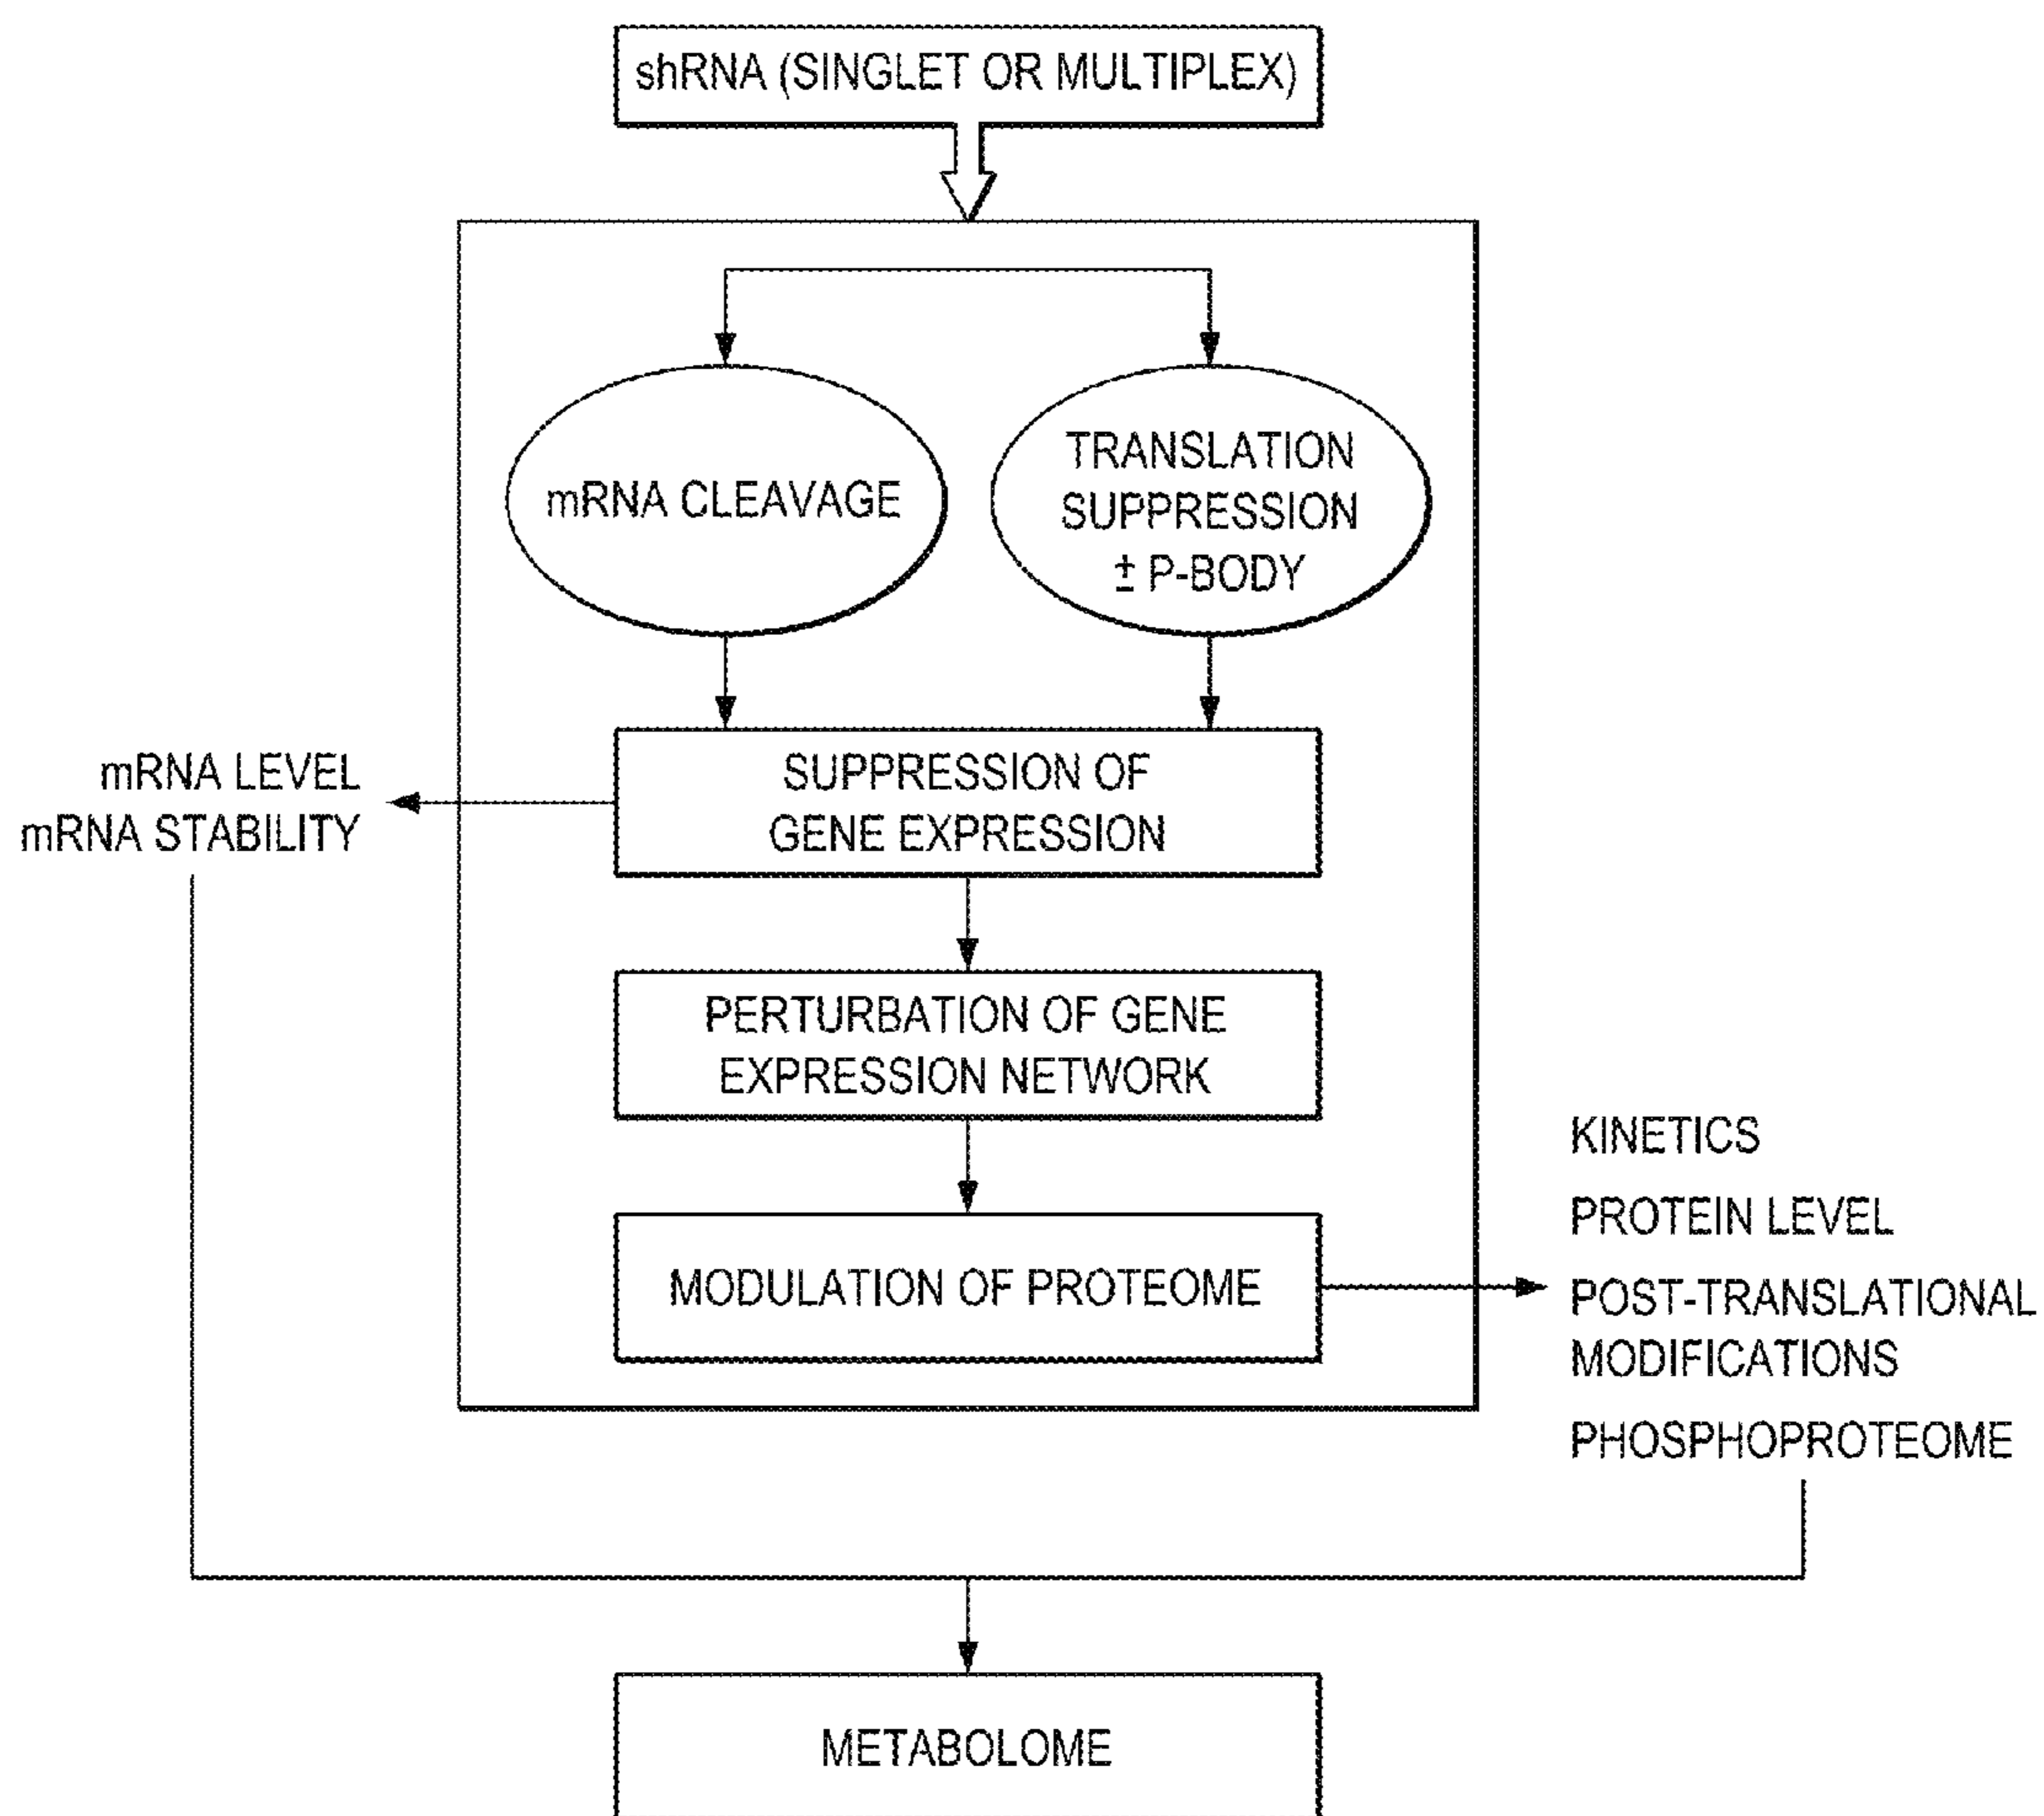 shRNA (SINGLET OR MULTIPLEX)
mRNA CLEAVAGE
TRANSLATION
SUPPRESSION
± P-BODY
mRNA LEVEL
mRNA STABILITY
SUPPRESSION OF
GENE EXPRESSION
PERTURBATION OF GENE
EXPRESSION NETWORK
MODULATION OF PROTEOME
KINETICS
PROTEIN LEVEL
POST-TRANSLATIONAL
MODIFICATIONS
PHOSPHOPROTEOME
METABOLOME